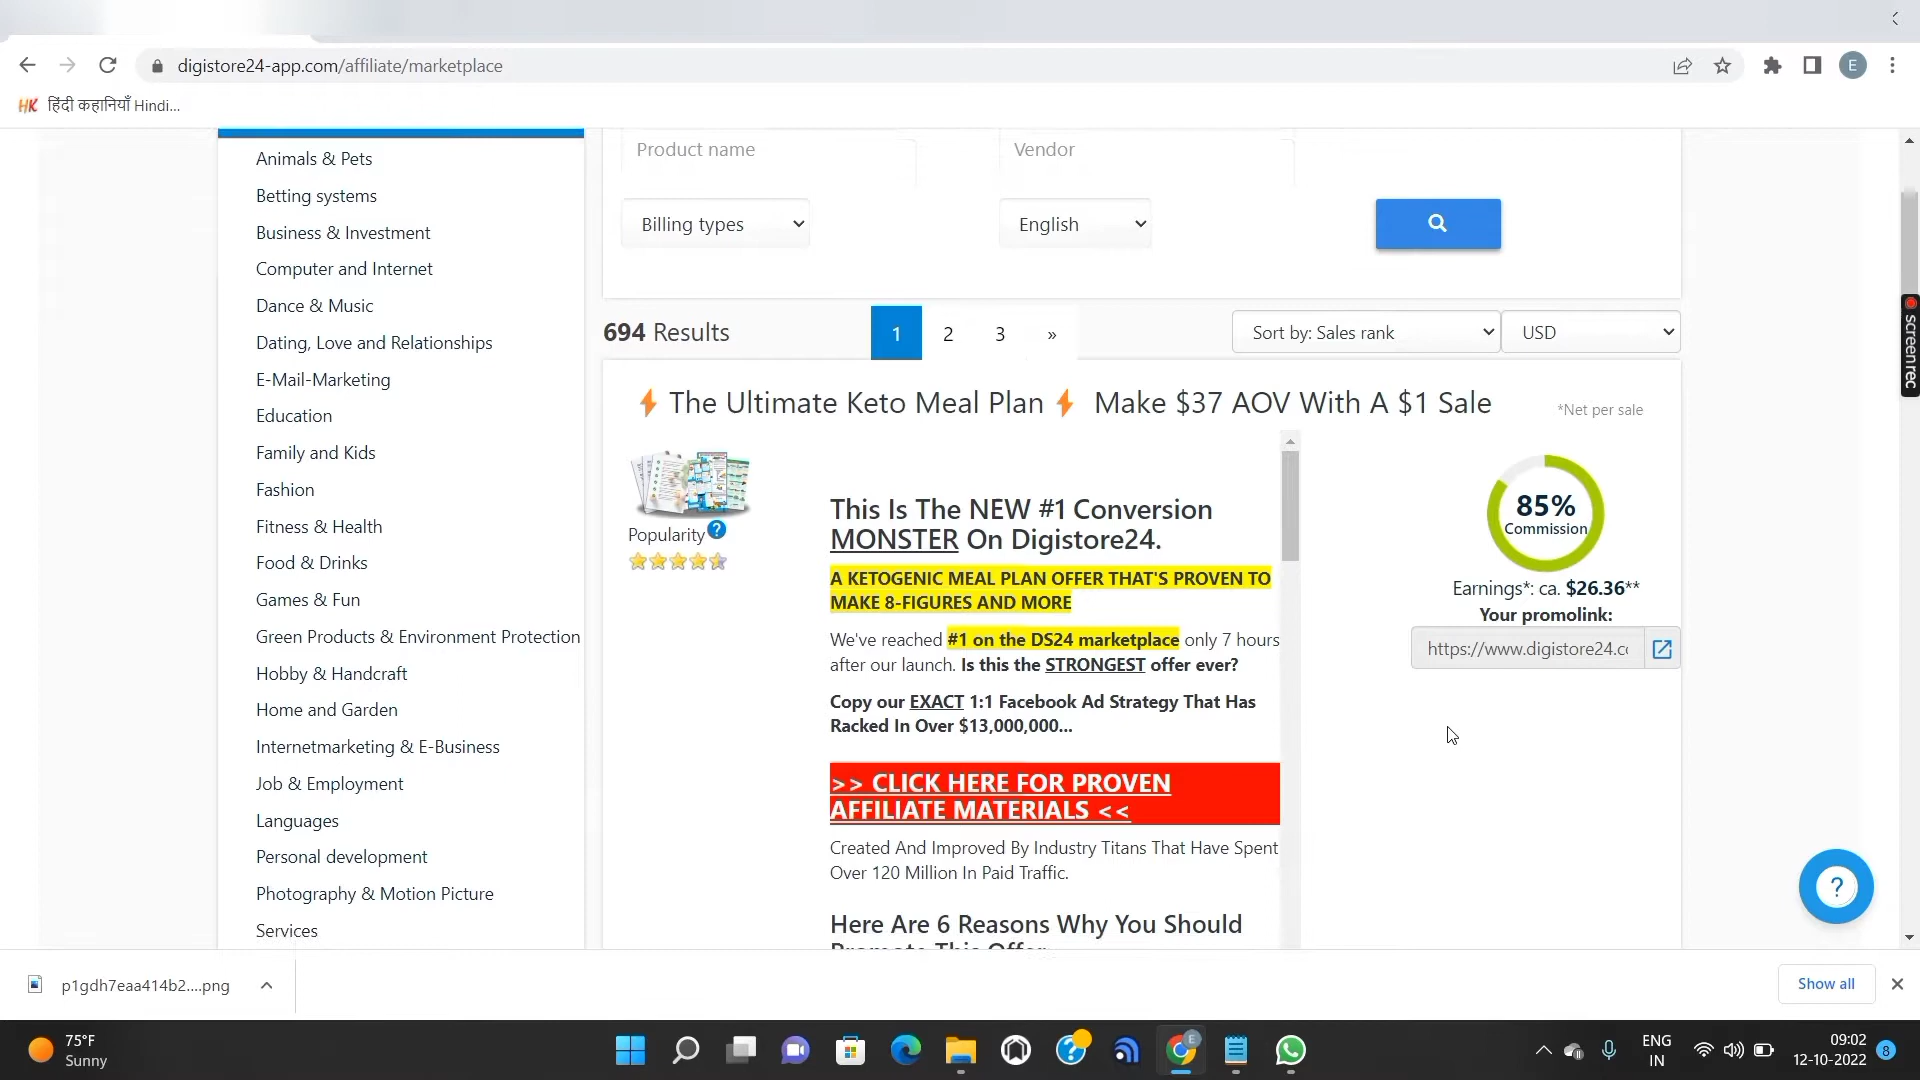 digistore24-app.com/affiliate/marketplace
E
HK हिंदी कहानियाँ Hindi...
Animals & Pets
Betting systems
Business & Investment
Computer and Internet
Dance & Music
Dating, Love and Relationships
E-Mail-Marketing
Education
Family and Kids
Fashion
Fitness & Health
Food & Drinks
Games & Fun
Green Products & Environment Protection
Hobby & Handcraft
Home and Garden
Internetmarketing & E-Business
Job & Employment
Languages
Personal development
Photography & Motion Picture
Services
Product name
Vendor
Billing types
English
694 Results
1 2 3 »
Sort by: Sales rank
USD
The Ultimate Keto Meal Plan Make $37 AOV With A $1 Sale
*Net per sale
Popularity ?
This Is The NEW #1 Conversion
MONSTER On Digistore24.
A KETOGENIC MEAL PLAN OFFER THAT'S PROVEN TO
MAKE 8-FIGURES AND MORE
We've reached #1 on the DS24 marketplace only 7 hours
after our launch. Is this the STRONGEST offer ever?
Copy our EXACT 1:1 Facebook Ad Strategy That Has
Racked In Over $13,000,000...
>> CLICK HERE FOR PROVEN
AFFILIATE MATERIALS <<
Created And Improved By Industry Titans That Have Spent
Over 120 Million In Paid Traffic.
Here Are 6 Reasons Why You Should
Promote This Offer
85%
Commission
Earnings*: ca. $26.36**
Your promolink:
https://www.digistore24.co
screenrec
?
p1gdh7eaa414b2....png
Show all
75°F
Sunny
E
ENG
IN
09:02
12-10-2022
8